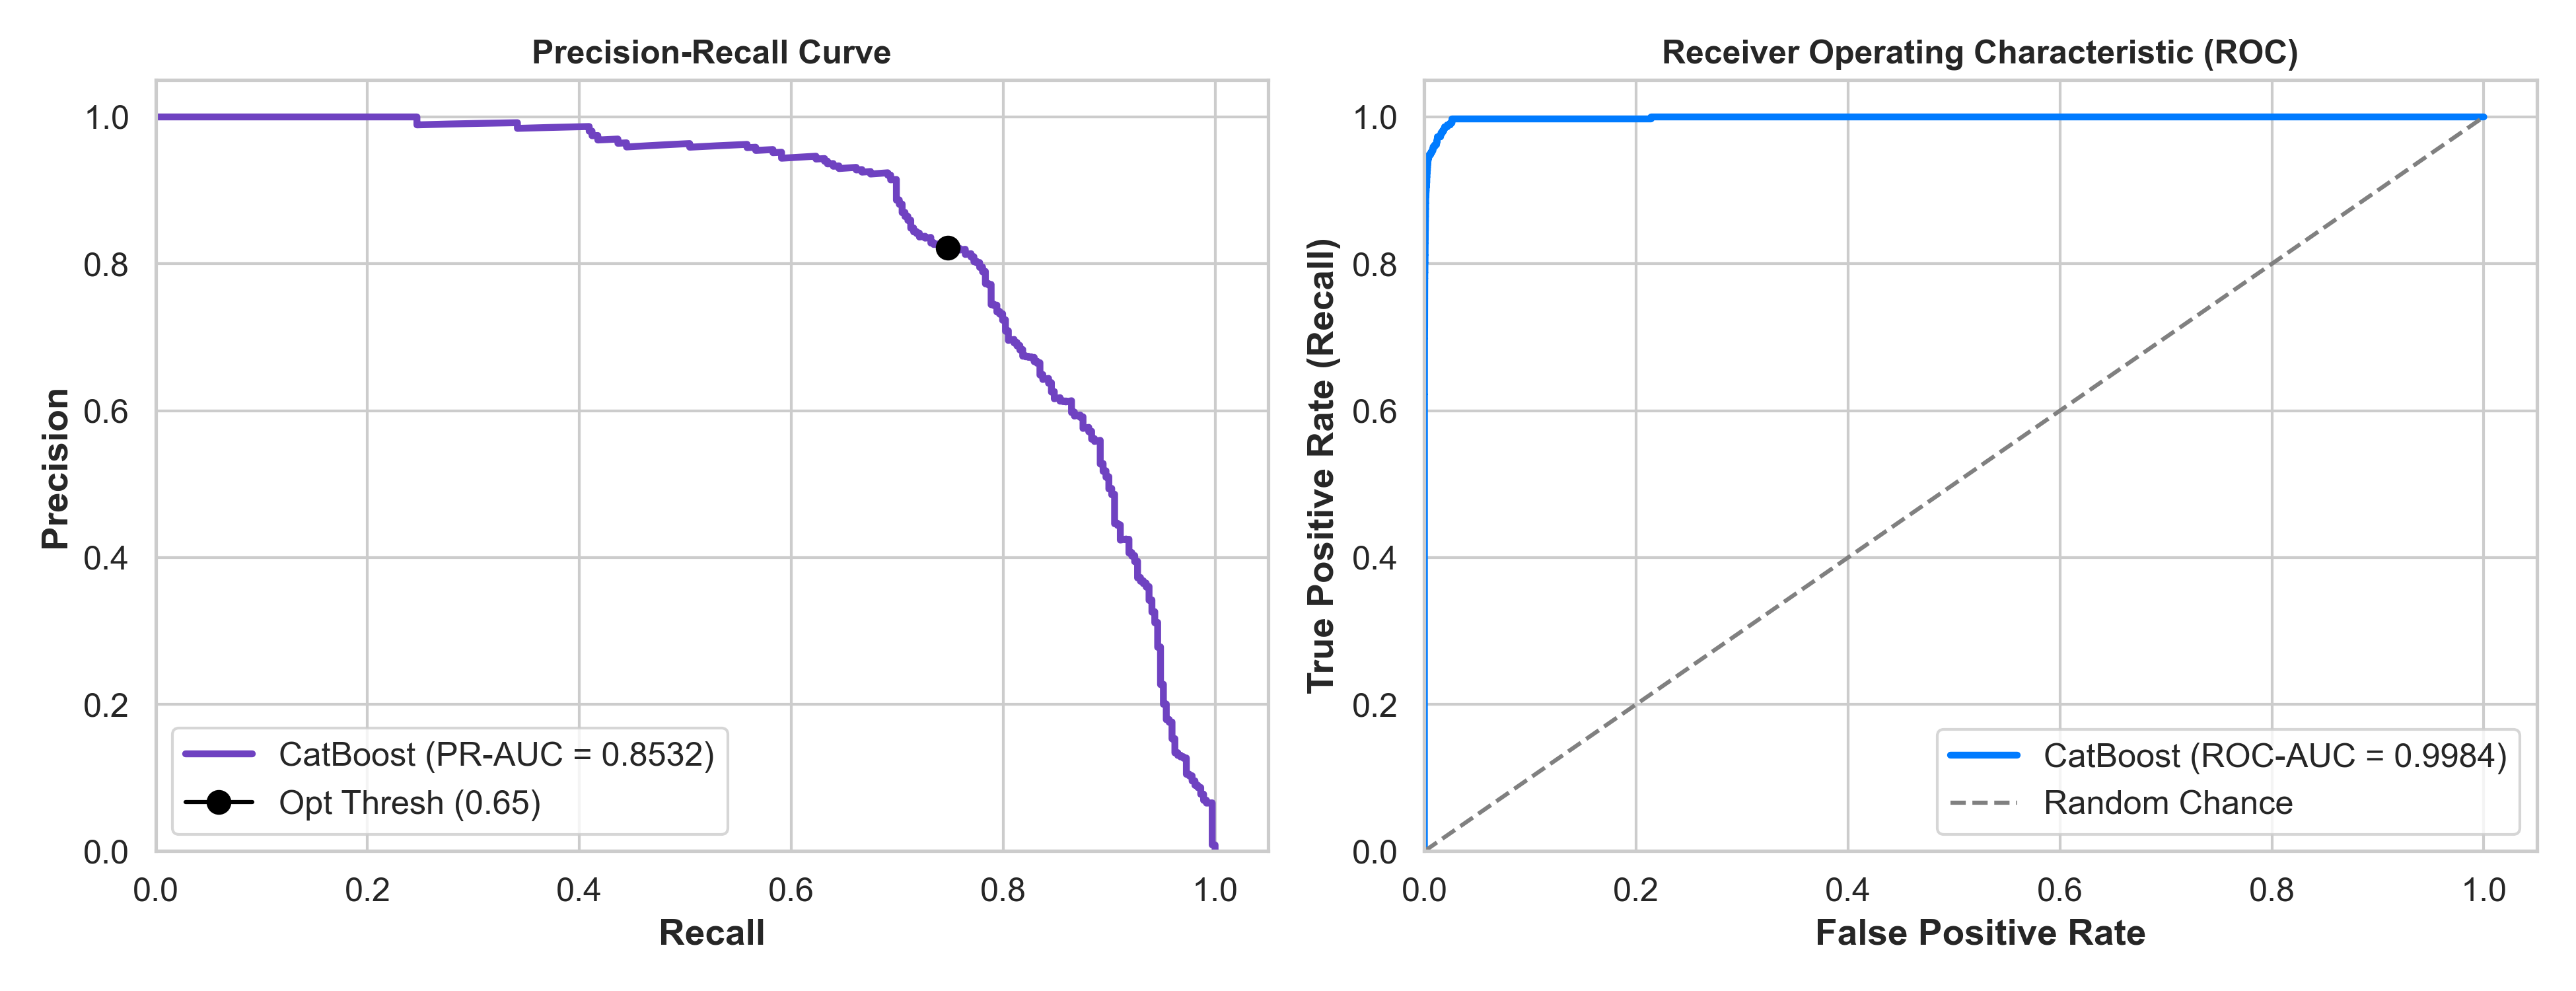 Precision-Recall Curve
1.0
0.8
0.6
0.4
0.2
0.0
Precision
0.0 0.2 0.4 0.6 0.8 1.0
Recall
CatBoost (PR-AUC = 0.8532)
Opt Thresh (0.65)
Receiver Operating Characteristic (ROC)
1.0
0.8
0.6
0.4
0.2
0.0
True Positive Rate (Recall)
0.0 0.2 0.4 0.6 0.8 1.0
False Positive Rate
CatBoost (ROC-AUC = 0.9984)
Random Chance